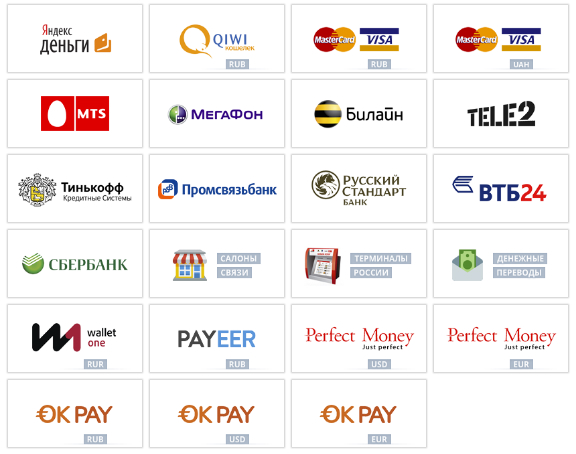 Яндекс
деньги
QIWI
КОШЕЛЕК
RUB
MasterCard VISA
RUB
MasterCard VISA
UAH
МТS
МЕГАФОН
Билайн
TELE2
ТИНЬКОФФ
Кредитные Системы
ПСБ Промсвязьбанк
РУССКИЙ
СТАНДАРТ
БАНК
ВТБ24
СБЕРБАНК
САЛОНЫ
СВЯЗИ
ТЕРМИНАЛЫ
РОССИИ
ДЕНЕЖНЫЕ
ПЕРЕВОДЫ
wallet
one
RUR
PAYEER
RUB
Perfect Money
Just perfect
USD
Perfect Money
Just perfect
EUR
OK PAY
RUB
OK PAY
USD
OK PAY
EUR